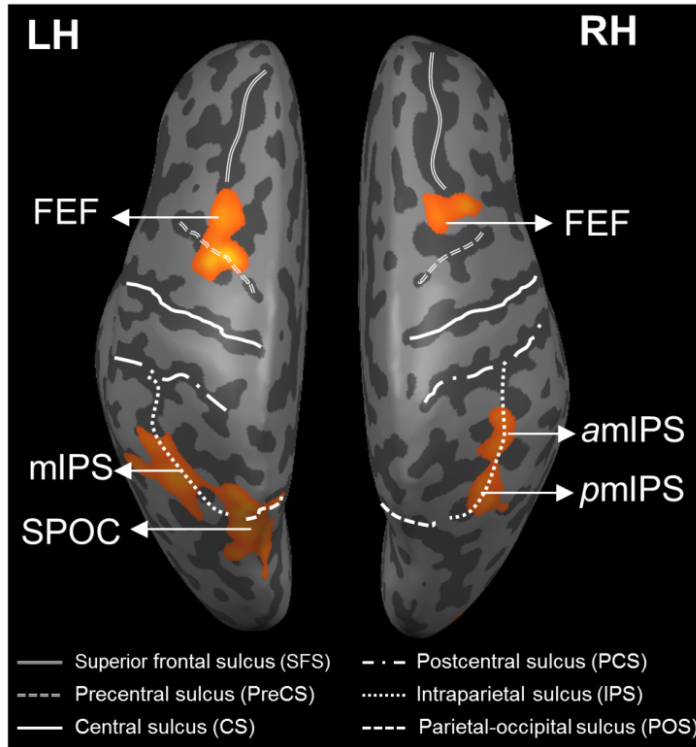 LH
RH
FEF
FEF
amIPS
mIPS
pmIPS
SPOC
Superior frontal sulcus (SFS)
Postcentral sulcus (PCS)
Precentral sulcus (PreCS)
Intraparietal sulcus (IPS)
Central sulcus (CS)
Parietal-occipital sulcus (POS)